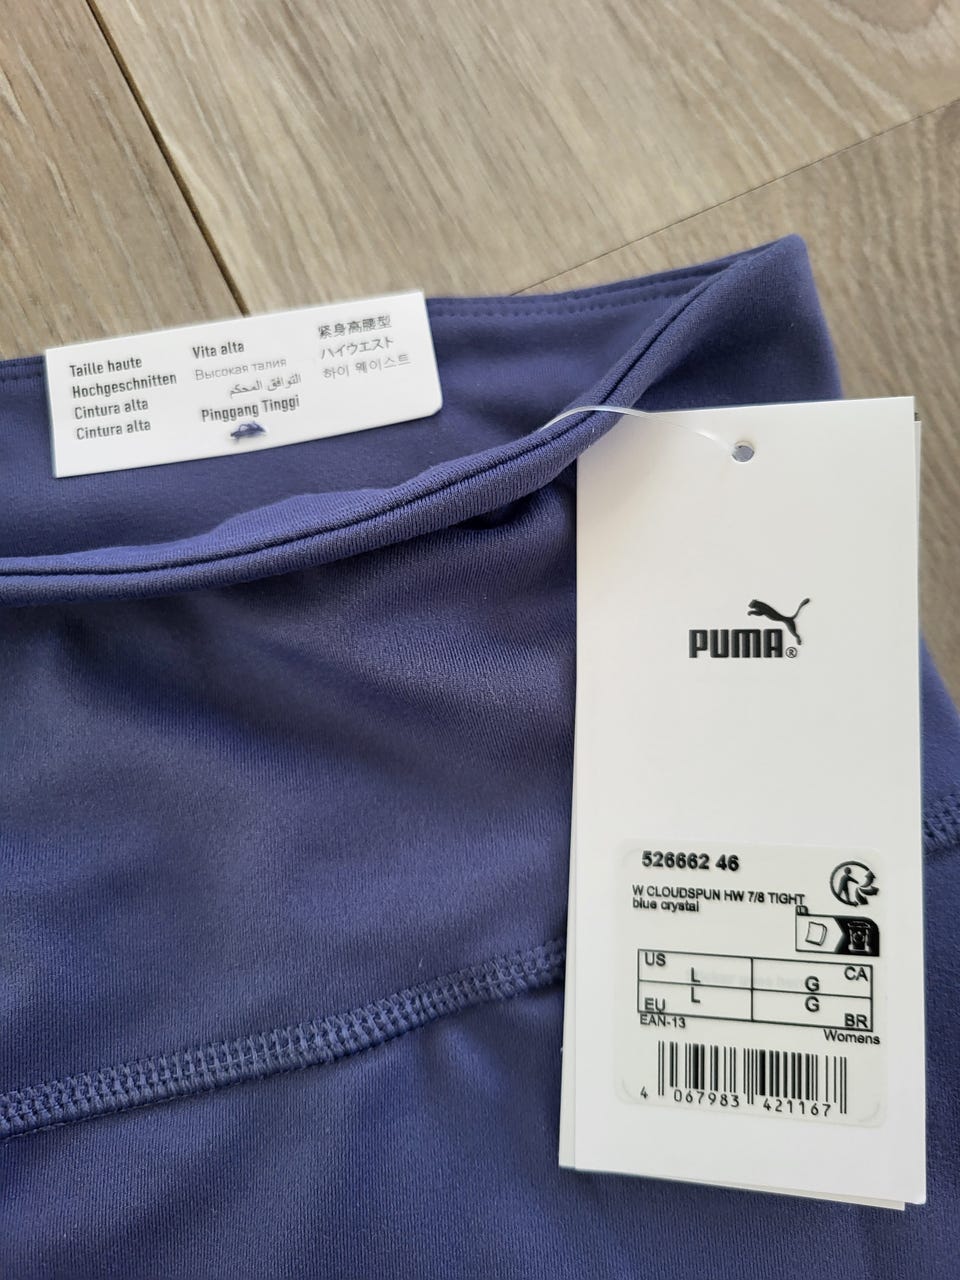 Taille haute
Hochgeschnitten
Cintura alta
Cintura alta
Vita alta
Высокая талия
التوافق المحكم
Pinggang Tinggi
紧身高腰型
ハイウエスト
하이 웨이스트
PUMA®
526662 46
W CLOUDSPUN HW 7/8 TIGHT
blue crystal
US L G CA
EU L G BR
EAN-13
Womens
4 067983 421167